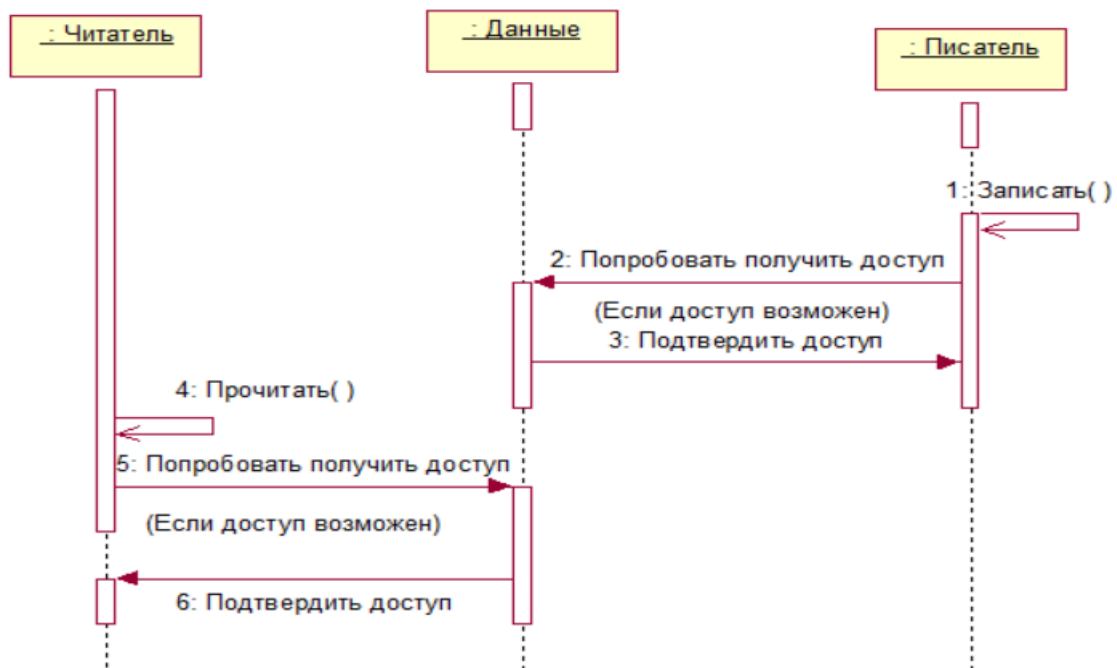 : Читатель
: Данные
: Писатель
1: Записать( )
2: Попробовать получить доступ
(Если доступ возможен)
3: Подтвердить доступ
4: Прочитать( )
5: Попробовать получить доступ
(Если доступ возможен)
6: Подтвердить доступ